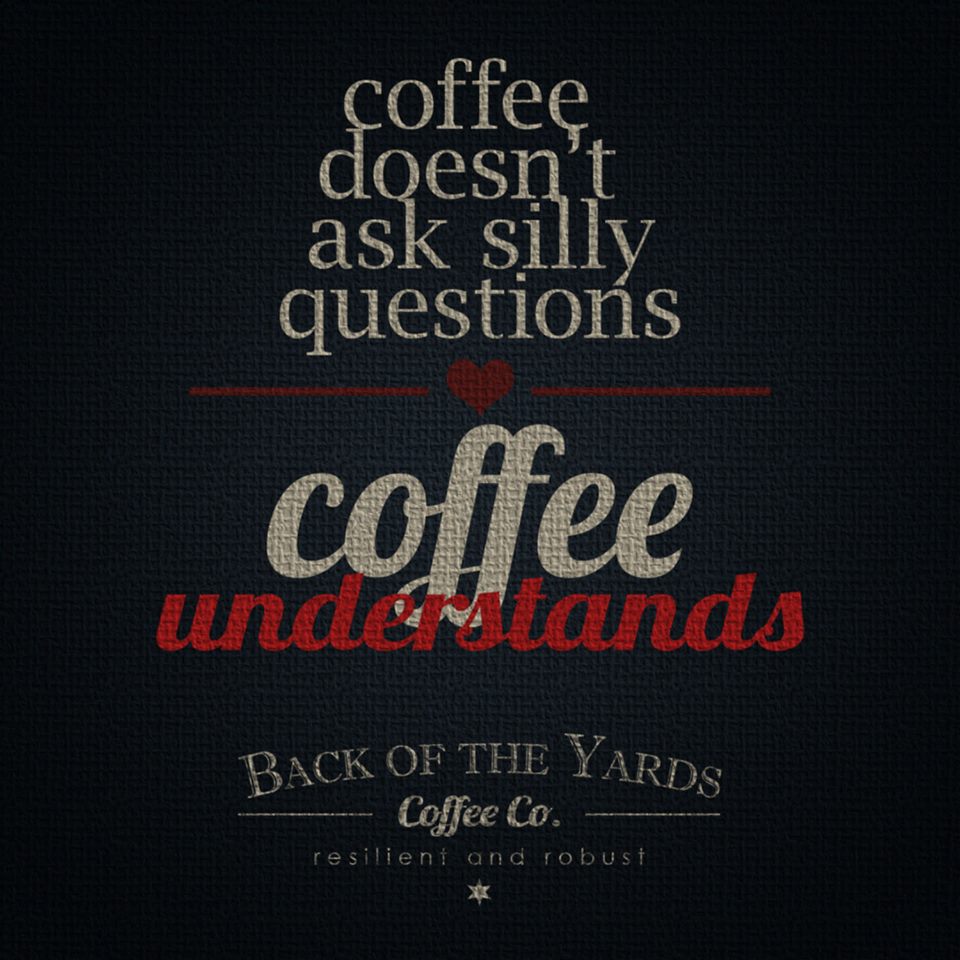 coffee
doesn't
ask silly
questions
coffee
understands
BACK OF THE YARDS
Coffee Co.
resilient and robust